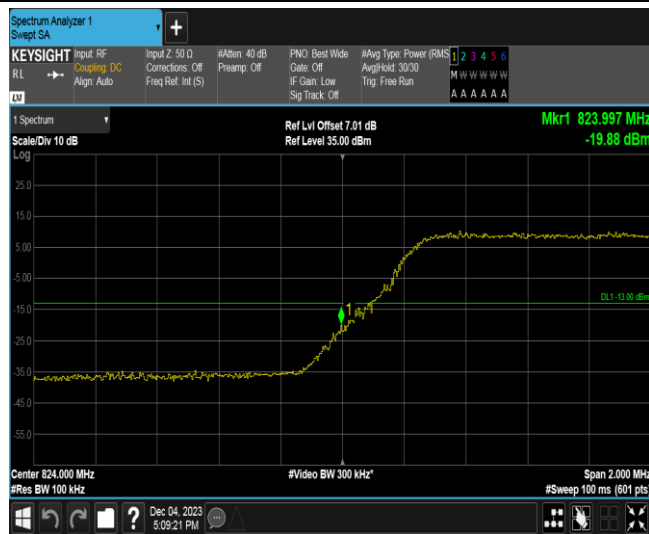 Spectrum Analyzer 1
Swept SA
+
KEYSIGHT
RL
LXI
Input: RF
Coupling: DC
Align: Auto
Input Z: 50 Ω
Corrections: Off
Freq Ref: Int (S)
#Atten: 40 dB
Preamp: Off
PNO: Best Wide
Gate: Off
IF Gain: Low
Sig Track: Off
#Avg Type: Power (RMS
Avg|Hold: 30/30
Trig: Free Run
1 2 3 4 5 6
M W W W W W
A A A A A A
1 Spectrum
Scale/Div 10 dB
Log
Ref Lvl Offset 7.01 dB
Ref Level 35.00 dBm
Mkr1 823.997 MHz
-19.88 dBm
25.0
15.0
5.00
-5.00
-15.0
-25.0
-35.0
-45.0
-55.0
DL1 -13.00 dBm
1
Center 824.000 MHz
#Res BW 100 kHz
#Video BW 300 kHz*
Span 2.000 MHz
#Sweep 100 ms (601 pts)
?
Dec 04, 2023
5:09:21 PM